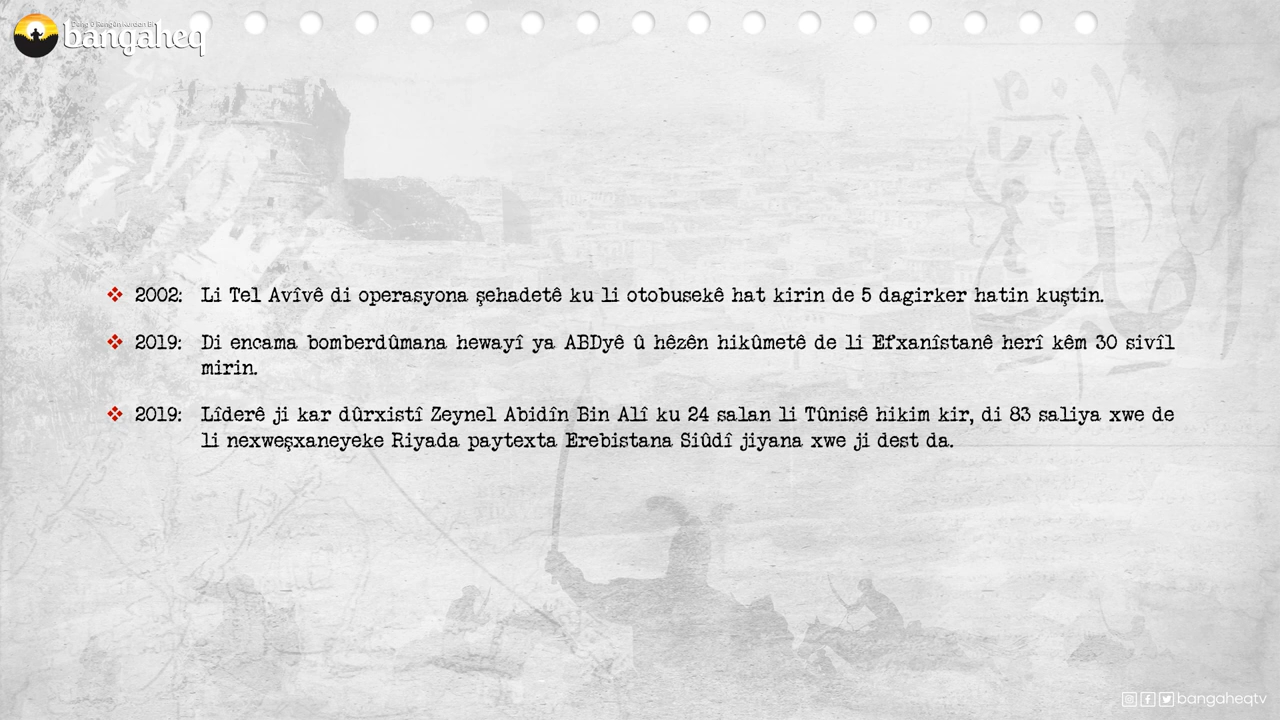 bangaheq
2002: Li Tel Avîvê di operasyona şehadetê ku li otobusekê hat kirin de 5 dagirker hatin kuştin.
2019: Di encama bomberdûmana hewayî ya ABDyê û hêzên hikûmetê de li Efxanîstanê herî kêm 30 sivîl
mirin.
2019: Lîderê ji kar dûrxistî Zeynel Abidîn Bin Alî ku 24 salan li Tûnisê hikim kir, di 83 saliya xwe de
li nexweşxaneyeke Riyada paytexta Erebistana Siûdî jiyana xwe ji dest da.
bangaheqtv